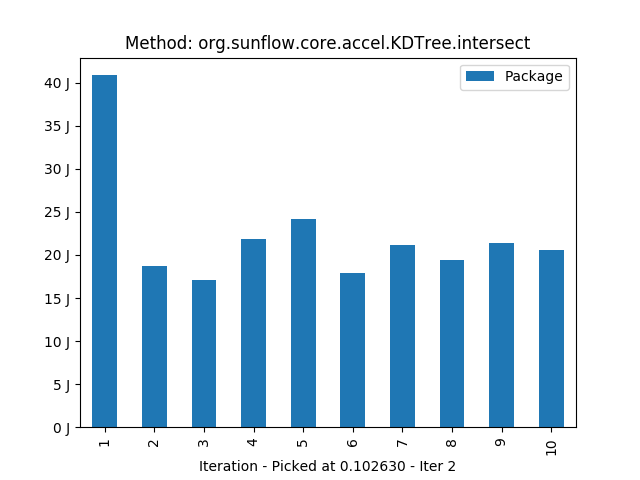 Method: org.sunflow.core.accel.KDTree.intersect
Package
40 J
35 J
30 J
25 J
20 J
15 J
10 J
5 J
0 J
1 2 3 4 5 6 7 8 9 10
Iteration - Picked at 0.102630 - Iter 2